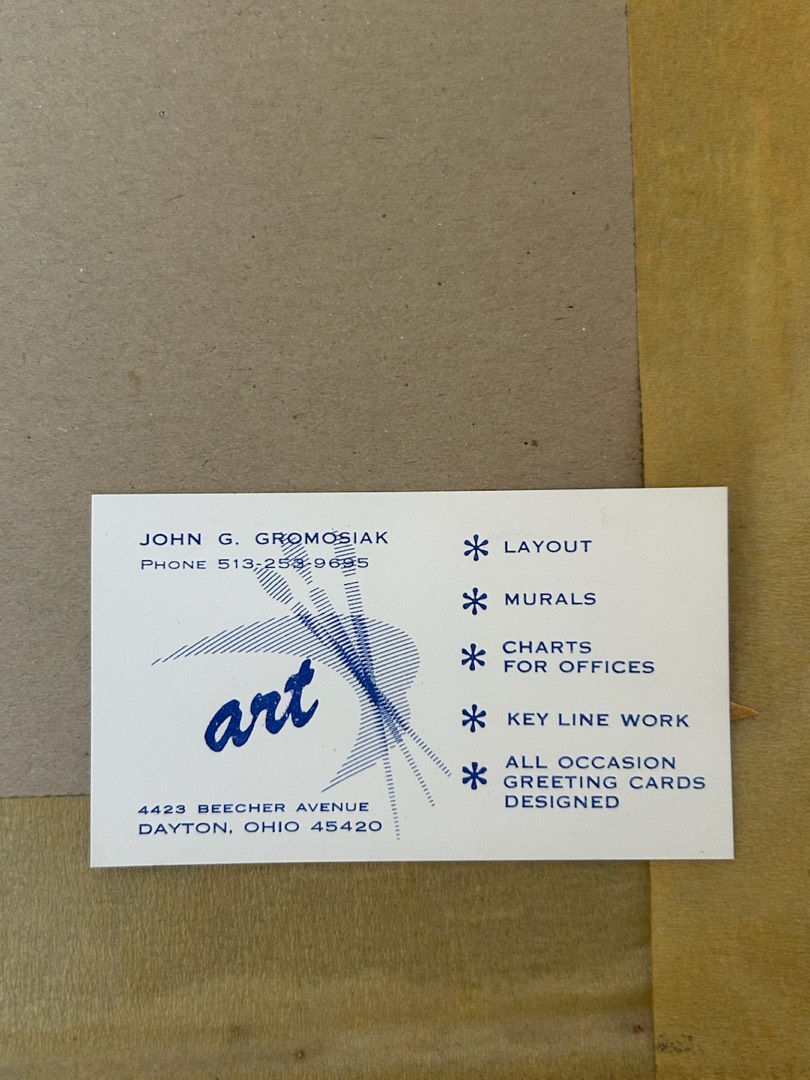 JOHN G. GROMOSIAK
PHONE 513-253-9695
art
4423 BEECHER AVENUE
DAYTON, OHIO 45420
* LAYOUT
* MURALS
* CHARTS
FOR OFFICES
* KEY LINE WORK
* ALL OCCASION
GREETING CARDS
DESIGNED